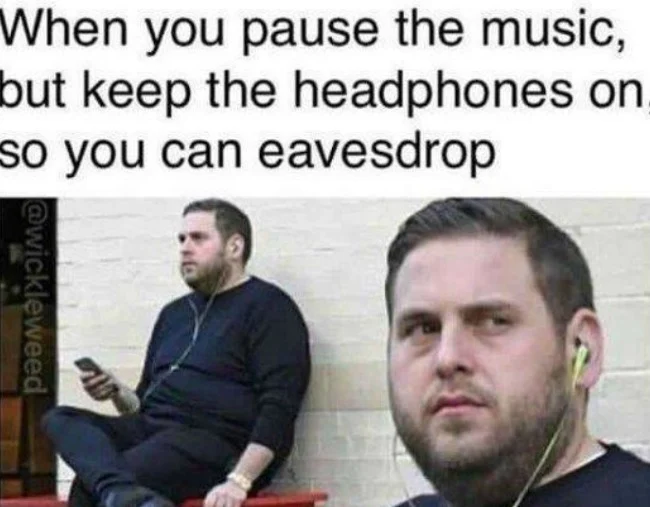 When you pause the music,
but keep the headphones on,
so you can eavesdrop
@wickleweed